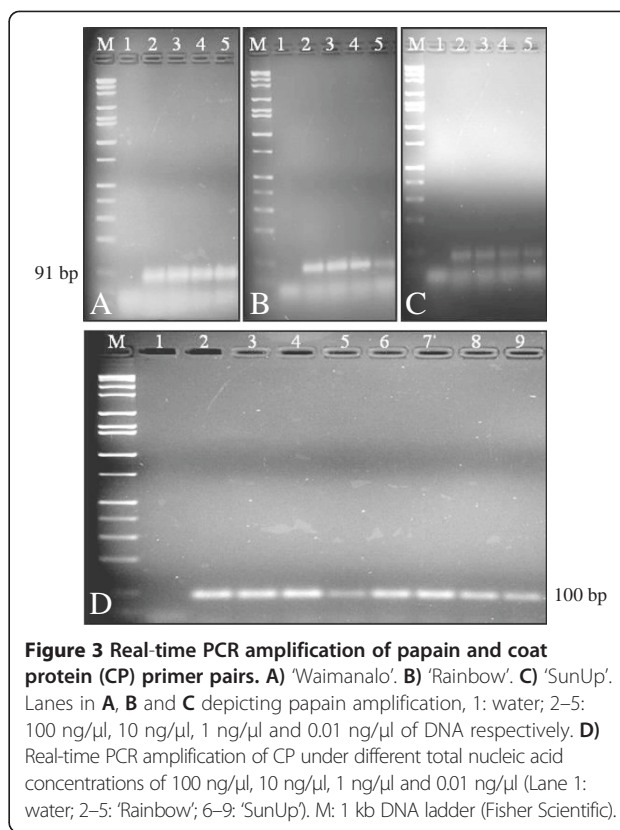 M 1 2 3 4 5
M 1 2 3 4 5
M 1 2 3 4 5
91 bp
A
B
C
M 1 2 3 4 5 6 7 8 9
100 bp
D
Figure 3 Real-time PCR amplification of papain and coat
protein (CP) primer pairs. A) ‘Waimanalo’. B) ‘Rainbow’. C) ‘SunUp’.
Lanes in A, B and C depicting papain amplification, 1: water; 2–5:
100 ng/μl, 10 ng/μl, 1 ng/μl and 0.01 ng/μl of DNA respectively. D)
Real-time PCR amplification of CP under different total nucleic acid
concentrations of 100 ng/μl, 10 ng/μl, 1 ng/μl and 0.01 ng/μl (Lane 1:
water; 2–5: ‘Rainbow’; 6–9: ‘SunUp’). M: 1 kb DNA ladder (Fisher Scientific).